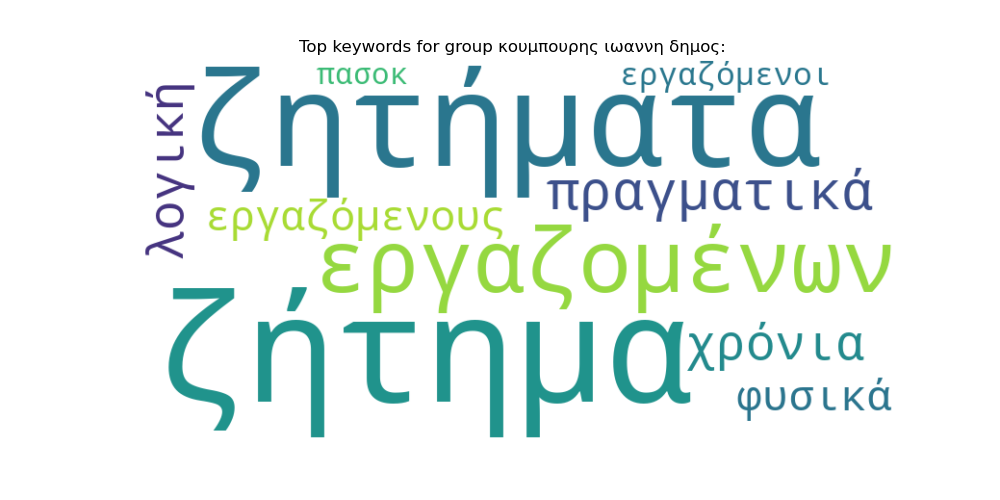 Top keywords for group κουμπουρης ιωαννη δημος:
πασοκ
εργαζόμενοι
ζητήματα
λογική
πραγματικά
εργαζόμενους
εργαζομένων
ζήτημα
χρόνια
φυσικά